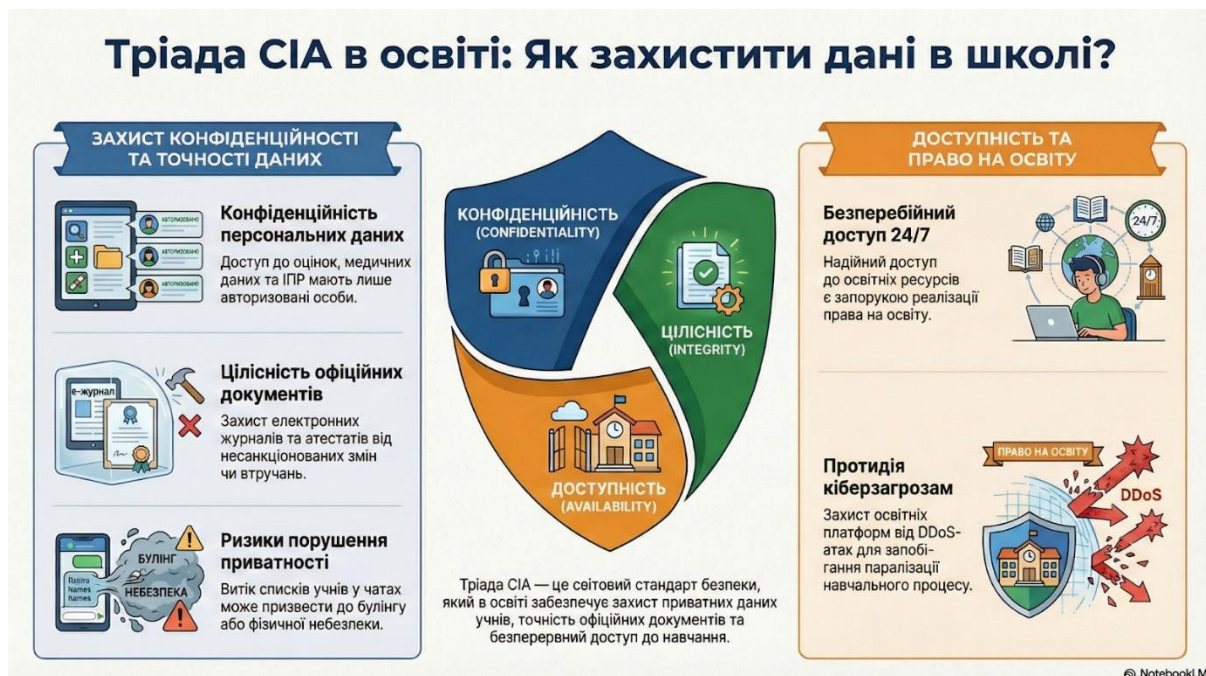 Тріада CIA в освіті: Як захистити дані в школі?
ЗАХИСТ КОНФІДЕНЦІЙНОСТІ
ТА ТОЧНОСТІ ДАНИХ
АВТОРИЗОВАНО
АВТОРИЗОВАНО
АВТОРИЗОВАНО
Конфіденційність
персональних даних
Доступ до оцінок, медичних
даних та ІПР мають лише
авторизовані особи.
е-журнал
Цілісність офіційних
документів
Захист електронних
журналів та атестатів від
несанкціонованих змін
чи втручань.
Names
names
БУЛІНГ
НЕБЕЗПЕКА
Ризики порушення
приватності
Витік списків учнів у чатах
може призвести до булінгу
або фізичної небезпеки.
КОНФІДЕНЦІЙНІСТЬ
(CONFIDENTIALITY)
ЦІЛІСНІСТЬ
(INTEGRITY)
ДОСТУПНІСТЬ
(AVAILABILITY)
Тріада CIA — це світовий стандарт безпеки,
який в освіті забезпечує захист приватних даних
учнів, точність офіційних документів та
безперервний доступ до навчання.
ДОСТУПНІСТЬ ТА
ПРАВО НА ОСВІТУ
Безперебійний
доступ 24/7
Надійний доступ
до освітніх ресурсів
є запорукою реалізації
права на освіту.
24/7
Протидія
кіберзагрозам
Захист освітніх
платформ від DDoS-
атак для запобі-
гання паралізації
навчального процесу.
ПРАВО НА ОСВІТУ
DDoS
NotebookLM